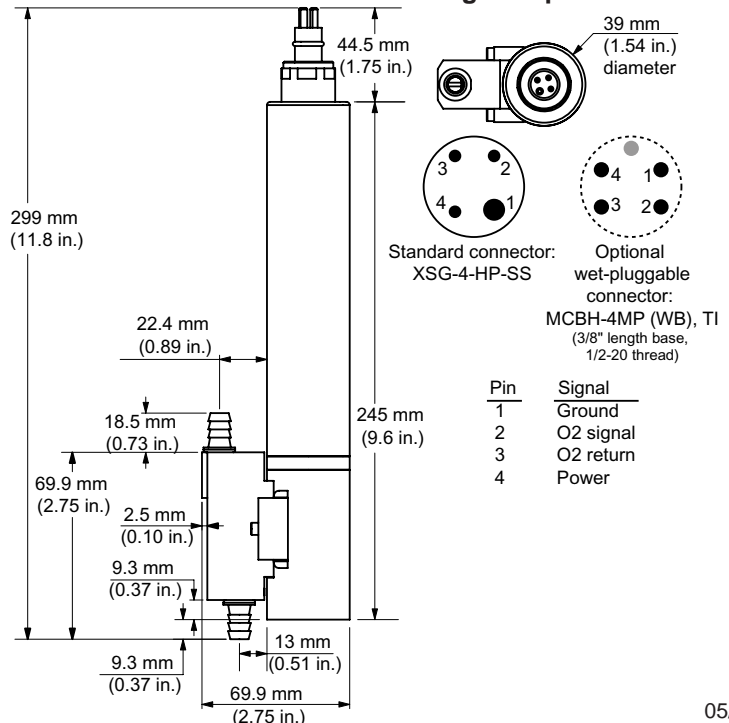 44.5 mm
(1.75 in.)
39 mm
(1.54 in.)
diameter
3
2
4
1
4
1
3
2
299 mm
(11.8 in.)
Standard connector:
XSG-4-HP-SS
Optional
wet-pluggable
connector:
MCBH-4MP (WB), TI
(3/8" length base,
1/2-20 thread)
22.4 mm
(0.89 in.)
Pin Signal
1 Ground
2 O2 signal
3 O2 return
4 Power
18.5 mm
(0.73 in.)
245 mm
(9.6 in.)
69.9 mm
(2.75 in.)
2.5 mm
(0.10 in.)
9.3 mm
(0.37 in.)
13 mm
(0.51 in.)
9.3 mm
(0.37 in.)
69.9 mm
(2.75 in.)